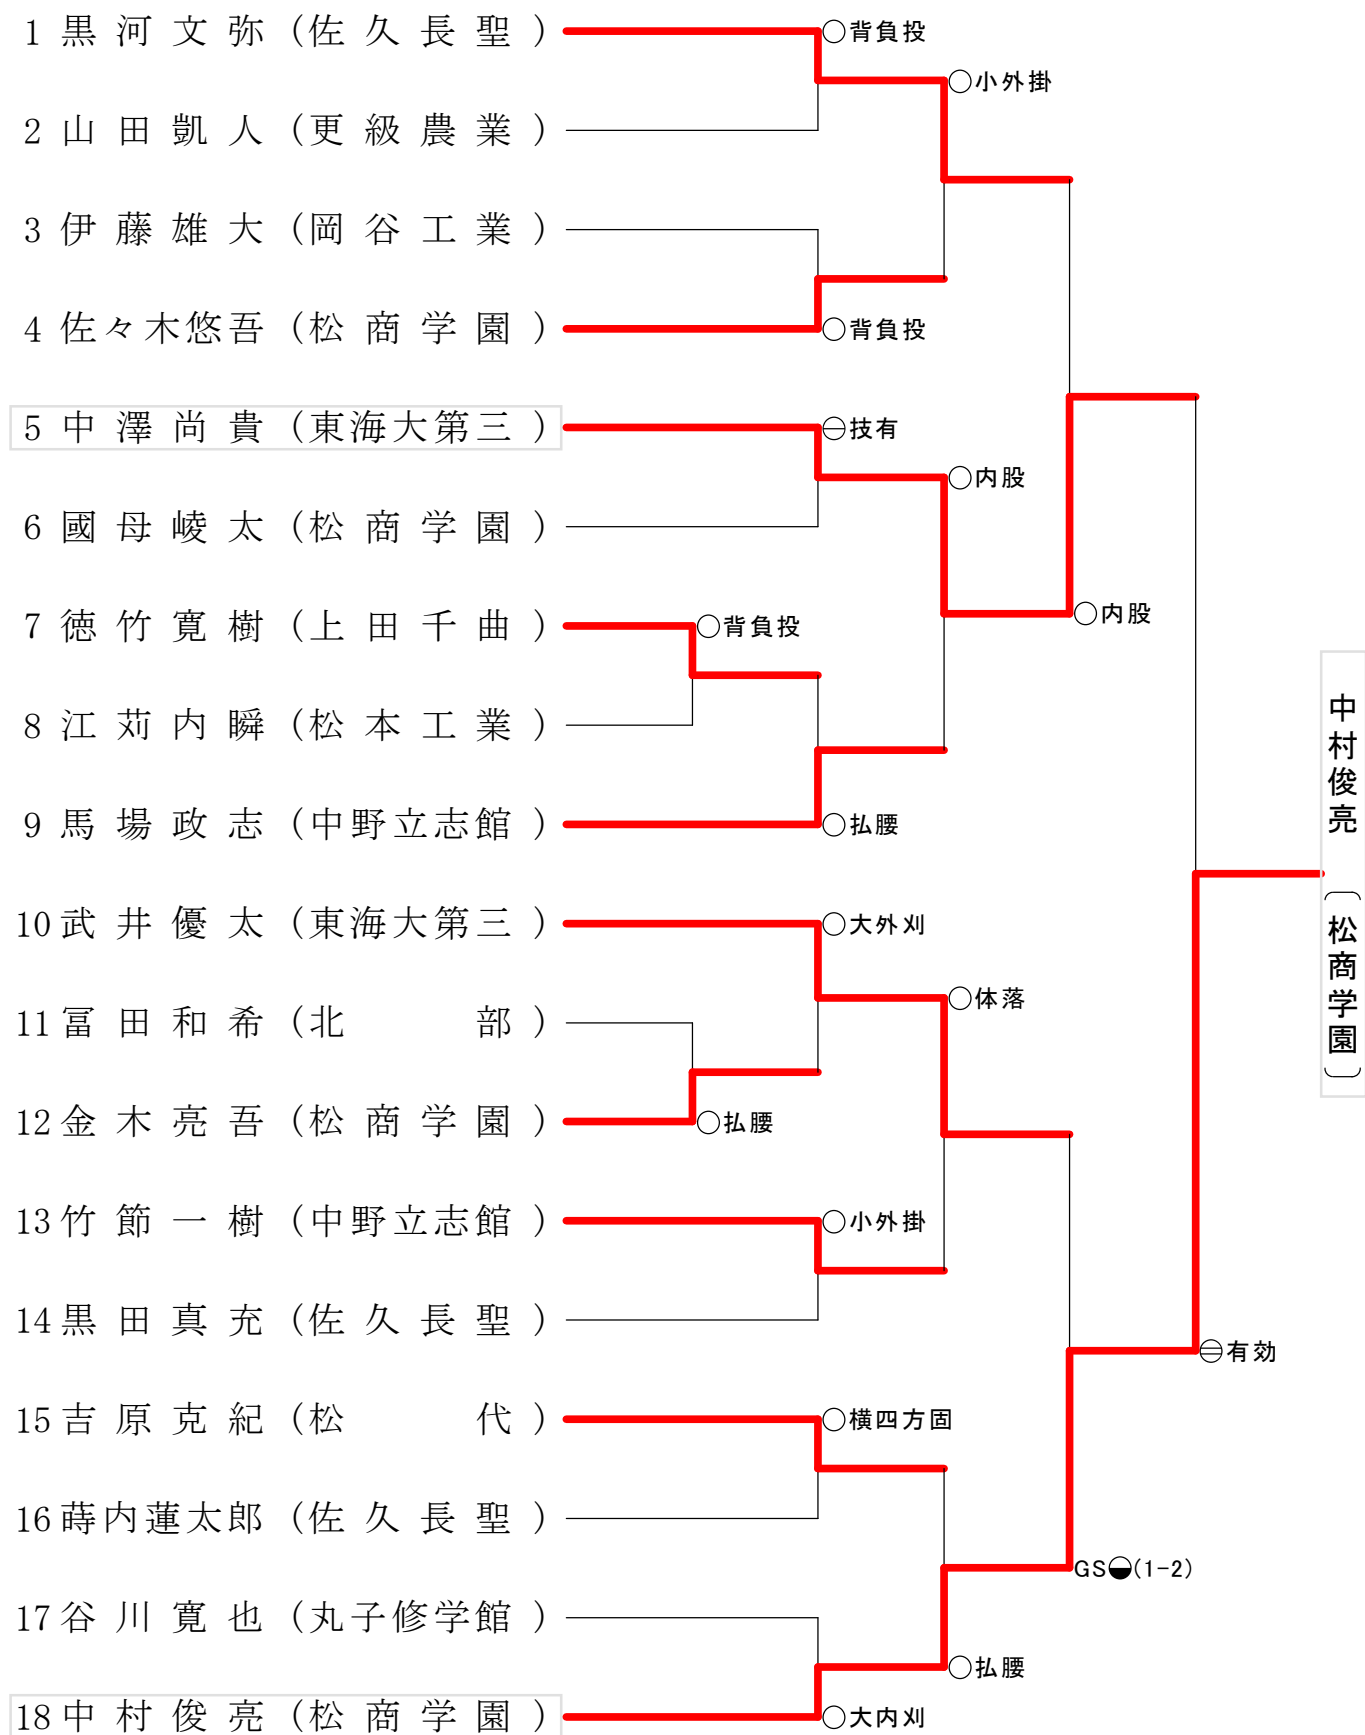 1 黒河文弥 (佐久長聖)
○背負投
○小外掛
2 山田凱人 (更級農業)
3 伊藤雄大 (岡谷工業)
4 佐々木悠吾 (松商学園)
○背負投
5 中澤尚貴 (東海大第三)
㊀技有
○内股
6 國母崚太 (松商学園)
7 徳竹寛樹 (上田千曲)
○背負投
○内股
8 江苅内瞬 (松本工業)
9 馬場政志 (中野立志館)
○払腰
中村俊亮 (松商学園)
10 武井優太 (東海大第三)
○大外刈
○体落
11 冨田和希 (北部)
12 金木亮吾 (松商学園)
○払腰
13 竹節一樹 (中野立志館)
○小外掛
14 黒田真充 (佐久長聖)
㊁有効
15 吉原克紀 (松代)
○横四方固
16 蒔内蓮太郎 (佐久長聖)
GS◒(1-2)
17 谷川寛也 (丸子修学館)
○払腰
18 中村俊亮 (松商学園)
○大内刈